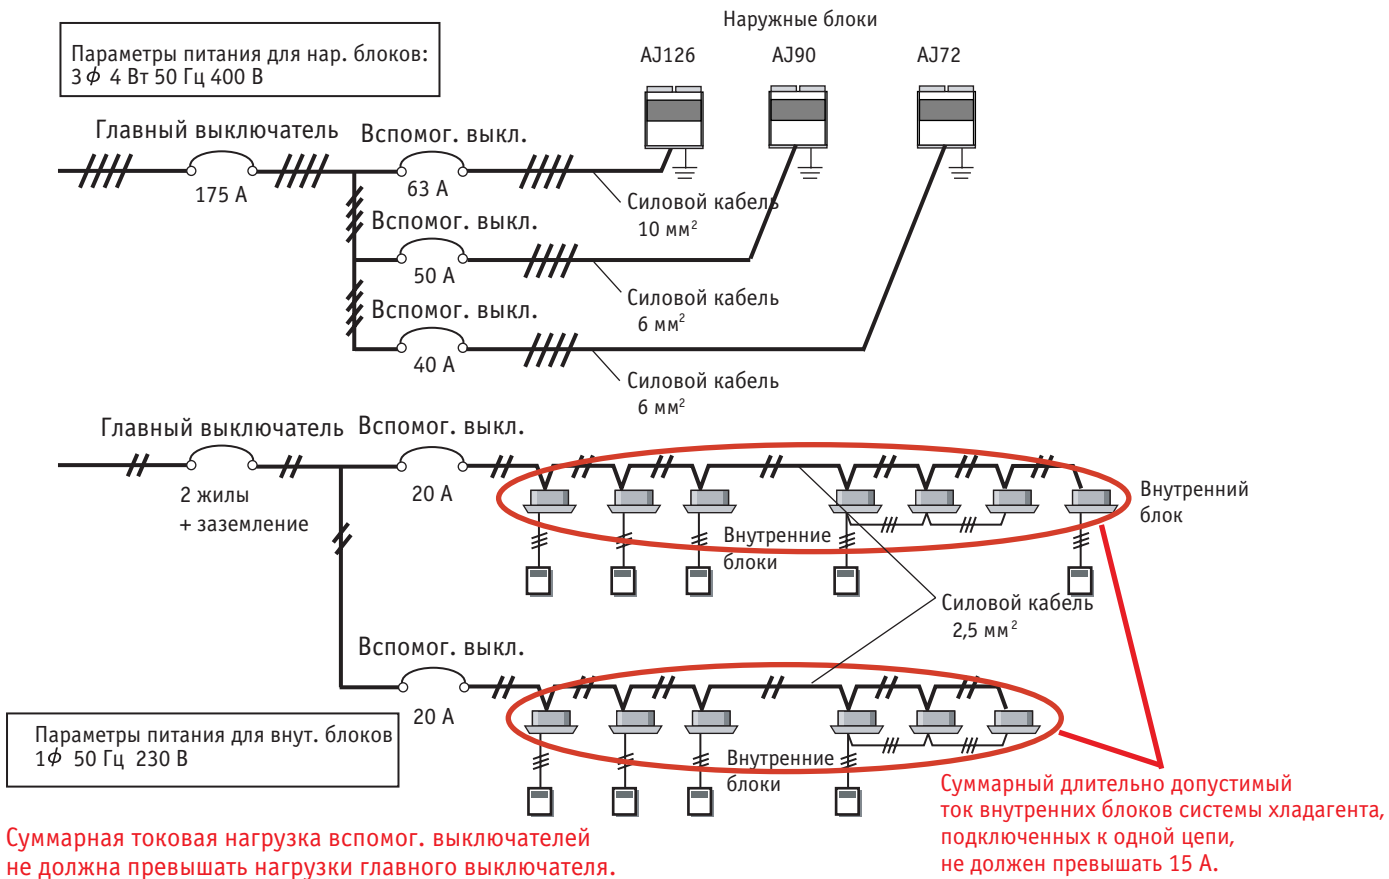 Наружные блоки
AJ126
AJ90
AJ72
Параметры питания для нар. блоков:
3ϕ 4 Вт 50 Гц 400 В
Главный выключатель
175 А
Вспомог. выкл.
63 А
Силовой кабель
10 мм²
Вспомог. выкл.
50 А
Силовой кабель
6 мм²
Вспомог. выкл.
40 А
Силовой кабель
6 мм²
Главный выключатель
2 жилы
+ заземление
Вспомог. выкл.
20 А
Внутренний
блок
Внутренние
блоки
Силовой кабель
2,5 мм²
Вспомог. выкл.
20 А
Внутренние
блоки
Параметры питания для внут. блоков
1ϕ 50 Гц 230 В
Суммарный длительно допустимый
ток внутренних блоков системы хладагента,
подключенных к одной цепи,
не должен превышать 15 А.
Суммарная токовая нагрузка вспомог. выключателей
не должна превышать нагрузки главного выключателя.